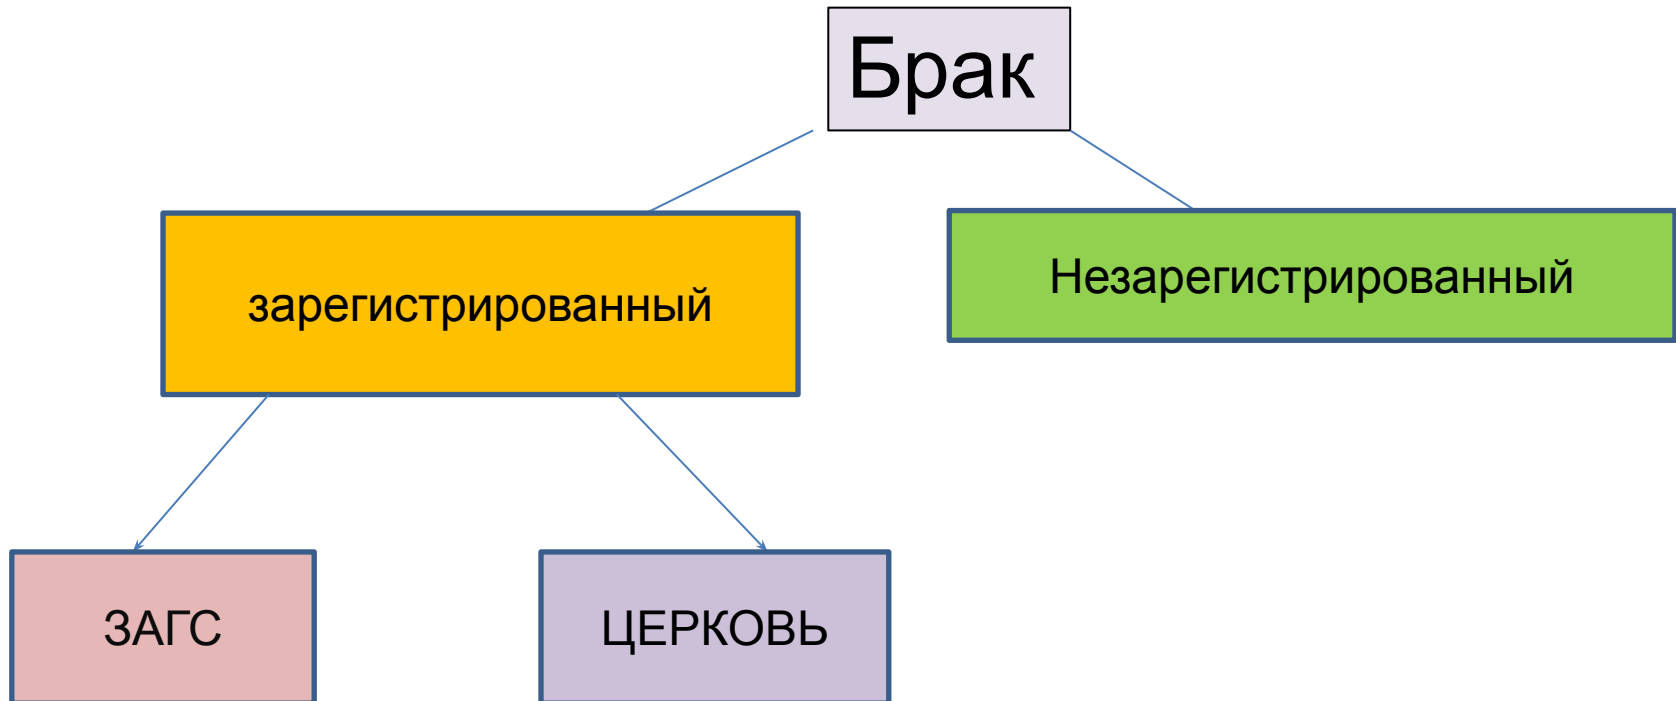 Брак
зарегистрированный
Незарегистрированный
ЗАГС
ЦЕРКОВЬ